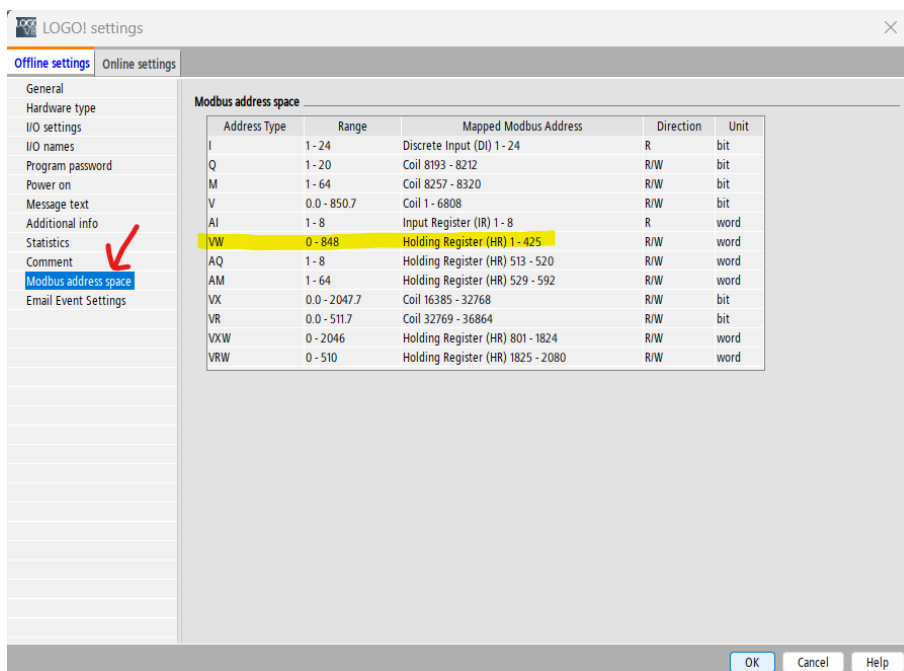 LOGO! settings
Offline settings Online settings
General
Hardware type
I/O settings
I/O names
Program password
Power on
Message text
Additional info
Statistics
Comment
Modbus address space
Email Event Settings
Modbus address space
Address Type Range Mapped Modbus Address Direction Unit
I 1 - 24 Discrete Input (DI) 1 - 24 R bit
Q 1 - 20 Coil 8193 - 8212 R/W bit
M 1 - 64 Coil 8257 - 8320 R/W bit
V 0.0 - 850.7 Coil 1 - 6808 R/W bit
AI 1 - 8 Input Register (IR) 1 - 8 R word
VW 0 - 848 Holding Register (HR) 1 - 425 R/W word
AQ 1 - 8 Holding Register (HR) 513 - 520 R/W word
AM 1 - 64 Holding Register (HR) 529 - 592 R/W word
VX 0.0 - 2047.7 Coil 16385 - 32768 R/W bit
VR 0.0 - 511.7 Coil 32769 - 36864 R/W bit
VXW 0 - 2046 Holding Register (HR) 801 - 1824 R/W word
VRW 0 - 510 Holding Register (HR) 1825 - 2080 R/W word
OK Cancel Help